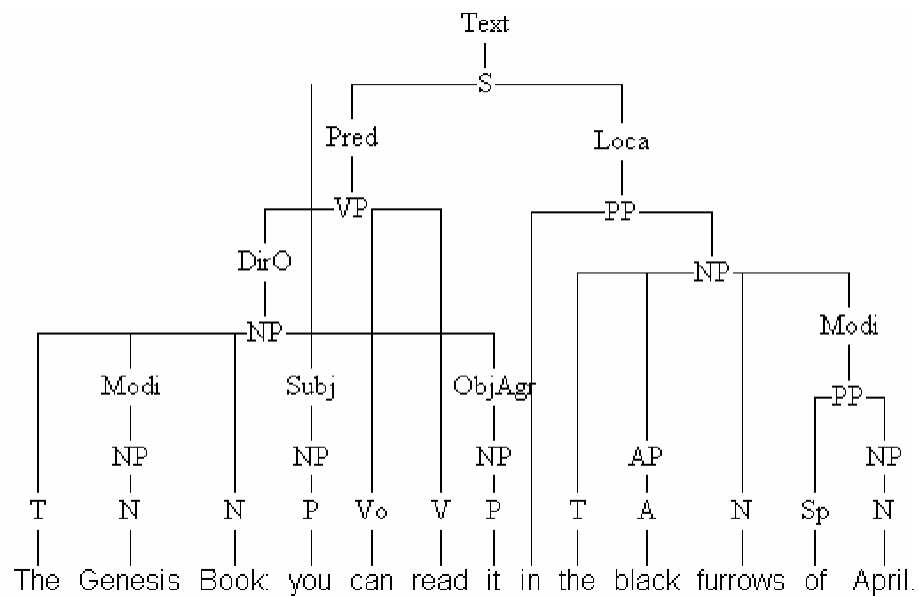 Text
S
Pred Loca
VP PP
DirO NP
NP Modi
Modi Subj ObjAgr PP
NP NP NP AP NP
T N N P Vo V P T A N Sp N
The Genesis Book: you can read it in the black furrows of April.